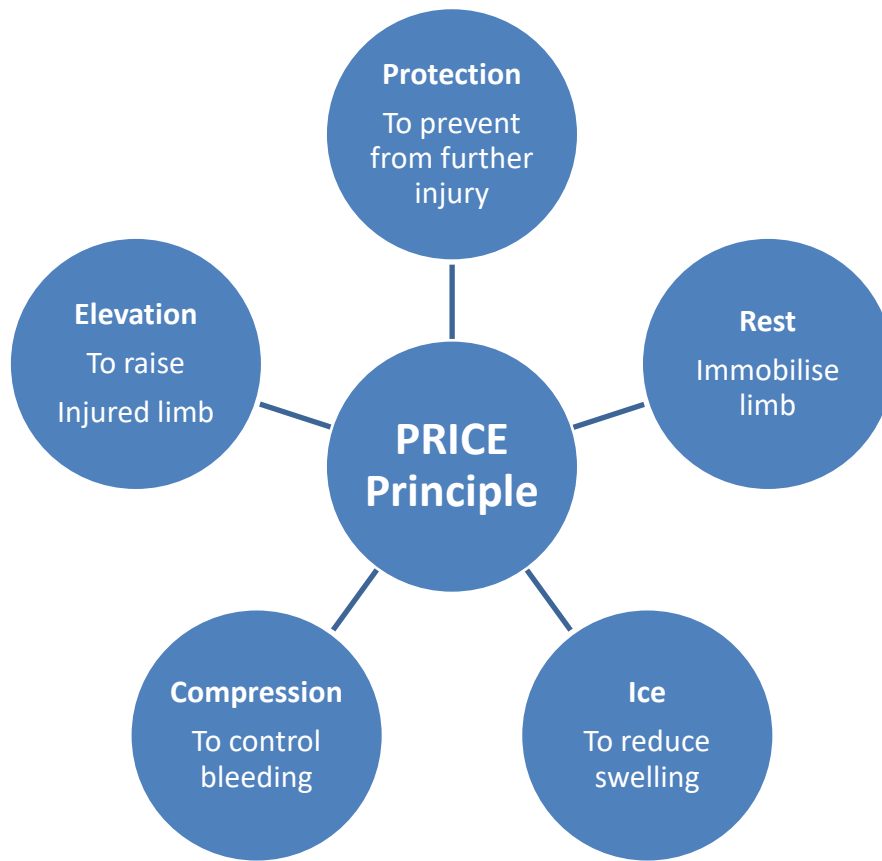 Protection
To prevent
from further
injury
Rest
Immobilise
limb
Ice
To reduce
swelling
Compression
To control
bleeding
Elevation
To raise
Injured limb
PRICE
Principle